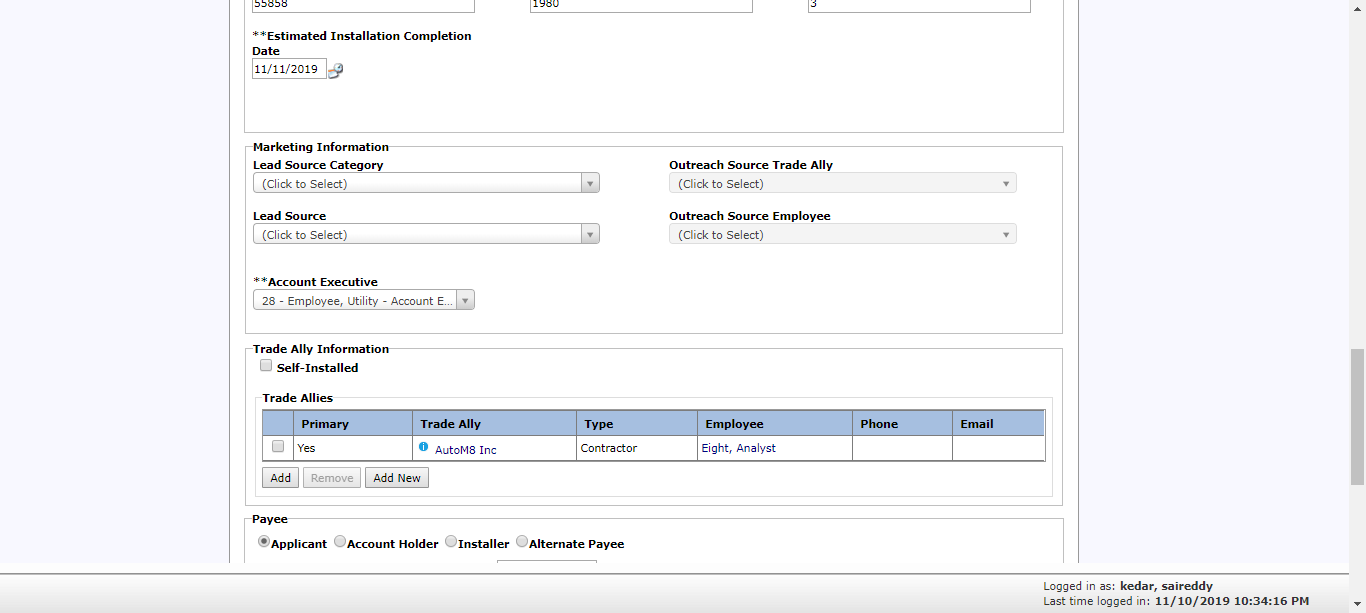 55858 1980 3
**Estimated Installation Completion
Date
11/11/2019
Marketing Information
Lead Source Category Outreach Source Trade Ally
(Click to Select) (Click to Select)
Lead Source Outreach Source Employee
(Click to Select) (Click to Select)
**Account Executive
28 - Employee, Utility - Account E...
Trade Ally Information
Self-Installed
Trade Allies
Primary Trade Ally Type Employee Phone Email
Yes AutoM8 Inc Contractor Eight, Analyst
Add Remove Add New
Payee
Applicant Account Holder Installer Alternate Payee
Logged in as: kedar, saireddy
Last time logged in: 11/10/2019 10:34:16 PM